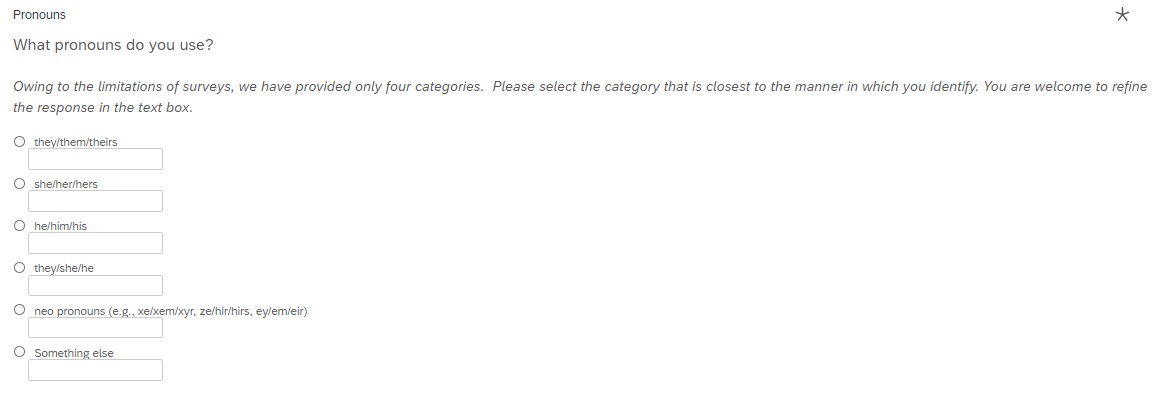 Pronouns
What pronouns do you use?
Owing to the limitations of surveys, we have provided only four categories.  Please select the category that is closest to the manner in which you identify. You are welcome to refine
the response in the text box.
they/them/theirs
she/her/hers
he/him/his
they/she/he
neo pronouns (e.g., xe/xem/xyr, ze/hir/hirs, ey/em/eir)
Something else